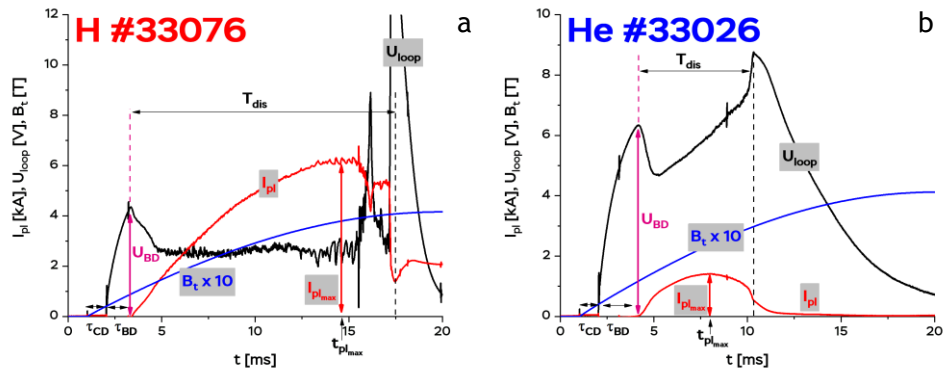 H #33076
a
I_pl [kA], U_loop [V], B_t [T]
12
10
8
6
4
2
0
U_loop
T_dis
I_pl
U_BD
B_t x 10
I_pl_max
τ_CD
τ_BD
0
5
10
15
20
t_pl_max
t [ms]
He #33026
b
I_pl [kA], U_loop [V], B_t [T]
10
8
6
4
2
0
T_dis
U_loop
U_BD
B_t x 10
I_pl_max
I_pl
τ_CD
τ_BD
0
5
10
15
20
t_pl_max
t [ms]